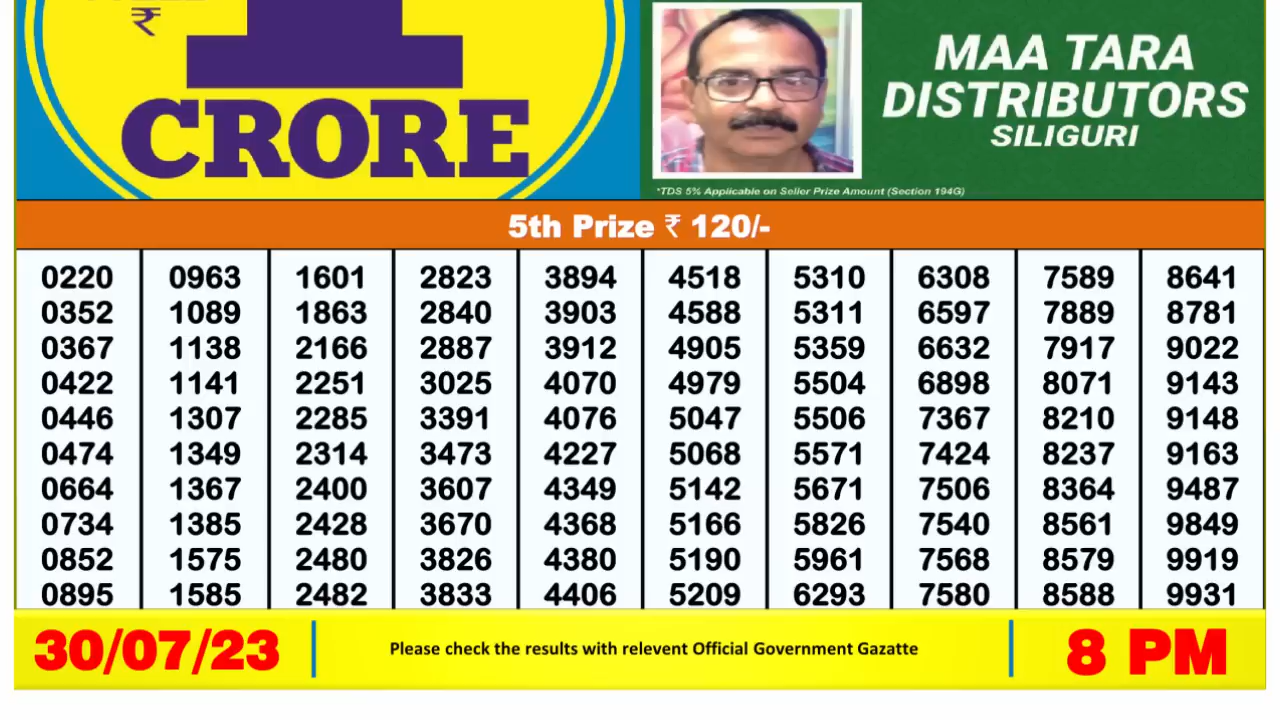 ₹
CRORE
MAA TARA
DISTRIBUTORS
SILIGURI
*TDS 5% Applicable on Seller Prize Amount (Section 194G)
5th Prize ₹ 120/-
0220 0963 1601 2823 3894 4518 5310 6308 7589 8641
0352 1089 1863 2840 3903 4588 5311 6597 7889 8781
0367 1138 2166 2887 3912 4905 5359 6632 7917 9022
0422 1141 2251 3025 4070 4979 5504 6898 8071 9143
0446 1307 2285 3391 4076 5047 5506 7367 8210 9148
0474 1349 2314 3473 4227 5068 5571 7424 8237 9163
0664 1367 2400 3607 4349 5142 5671 7506 8364 9487
0734 1385 2428 3670 4368 5166 5826 7540 8561 9849
0852 1575 2480 3826 4380 5190 5961 7568 8579 9919
0895 1585 2482 3833 4406 5209 6293 7580 8588 9931
30/07/23
Please check the results with relevent Official Government Gazatte
8 PM